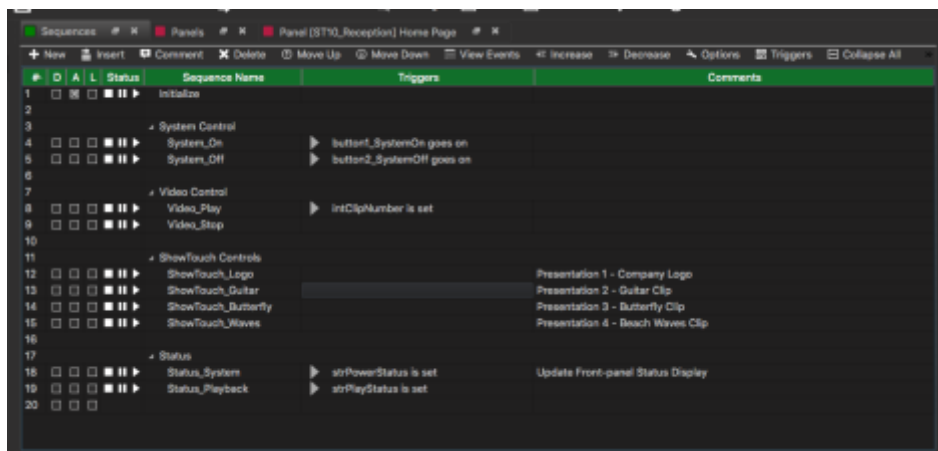 Sequences Panels Panel [ST10_Reception] Home Page
New Insert Comment Delete Move Up Move Down View Events Increase Decrease Options Triggers Collapse All
# D A L Status Sequence Name Triggers Comments
1 Initialize
2
3 System Control
4 System_On button1_SystemOn goes on
5 System_Off button2_SystemOff goes on
6
7 Video Control
8 Video_Play intClipNumber is set
9 Video_Stop
10
11 ShowTouch Controls
12 ShowTouch_Logo Presentation 1 - Company Logo
13 ShowTouch_Guitar Presentation 2 - Guitar Clip
14 ShowTouch_Butterfly Presentation 3 - Butterfly Clip
15 ShowTouch_Waves Presentation 4 - Beach Waves Clip
16
17 Status
18 Status_System strPowerStatus is set Update Front-panel Status Display
19 Status_Playback strPlayStatus is set
20